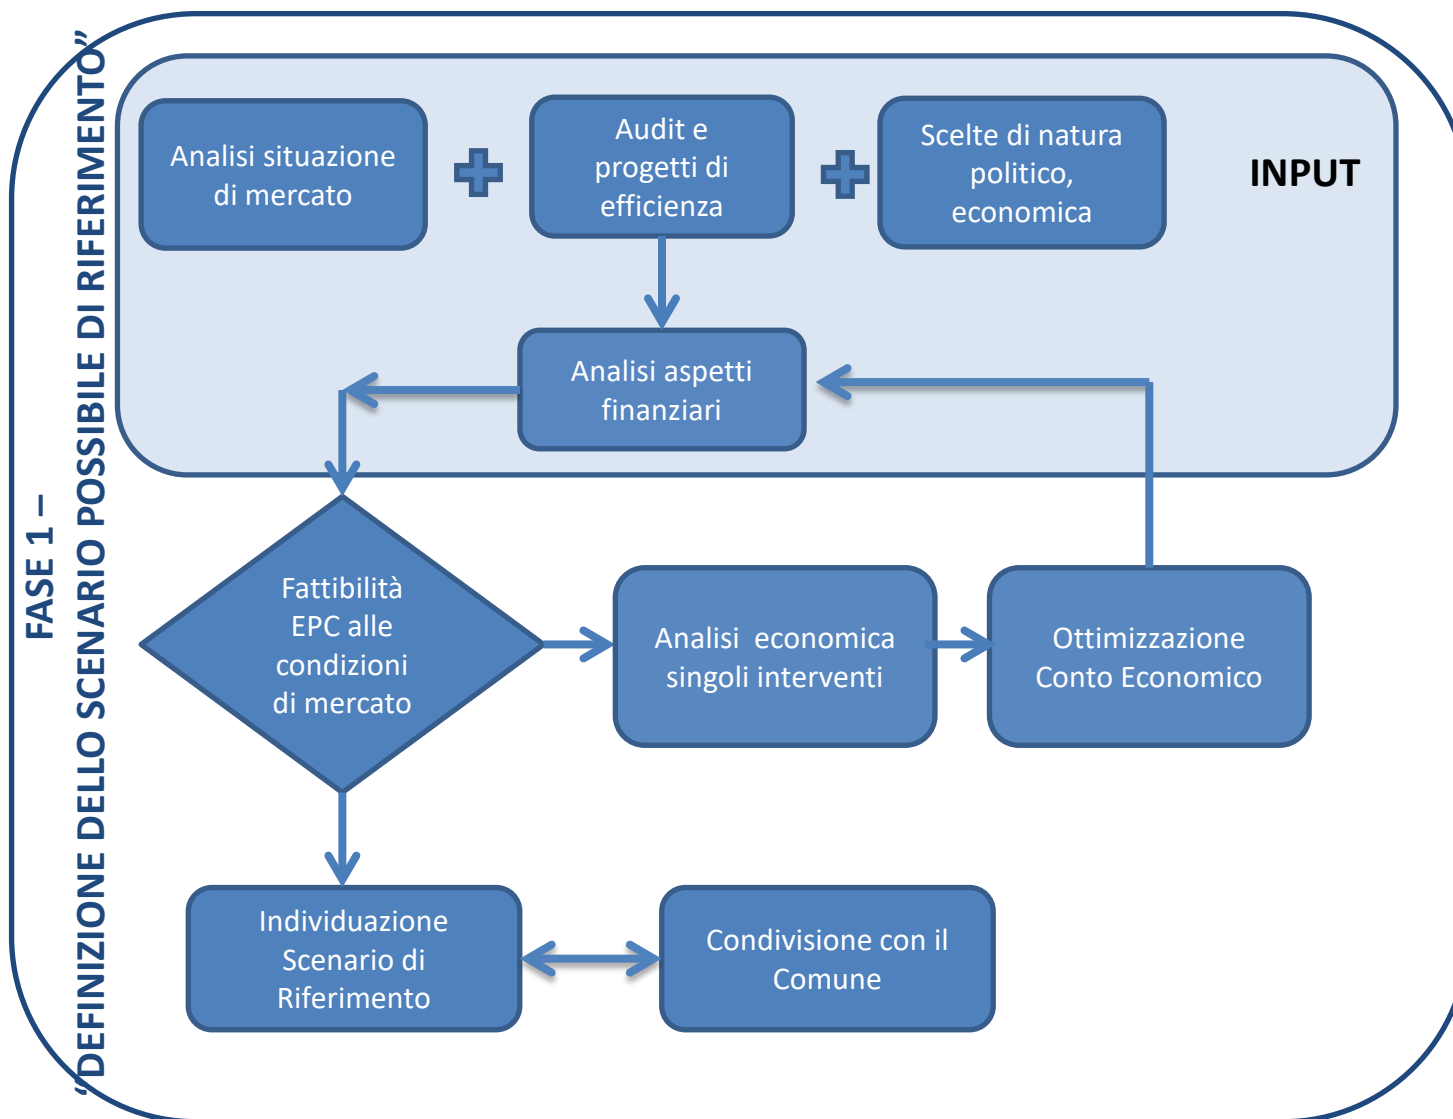 FASE 1 –
“DEFINIZIONE DELLO SCENARIO POSSIBILE DI RIFERIMENTO”
Analisi situazione
di mercato
Audit e
progetti di
efficienza
Scelte di natura
politico,
economica
INPUT
Analisi aspetti
finanziari
Fattibilità
EPC alle
condizioni
di mercato
Analisi  economica
singoli interventi
Ottimizzazione
Conto Economico
Individuazione
Scenario di
Riferimento
Condivisione con il
Comune